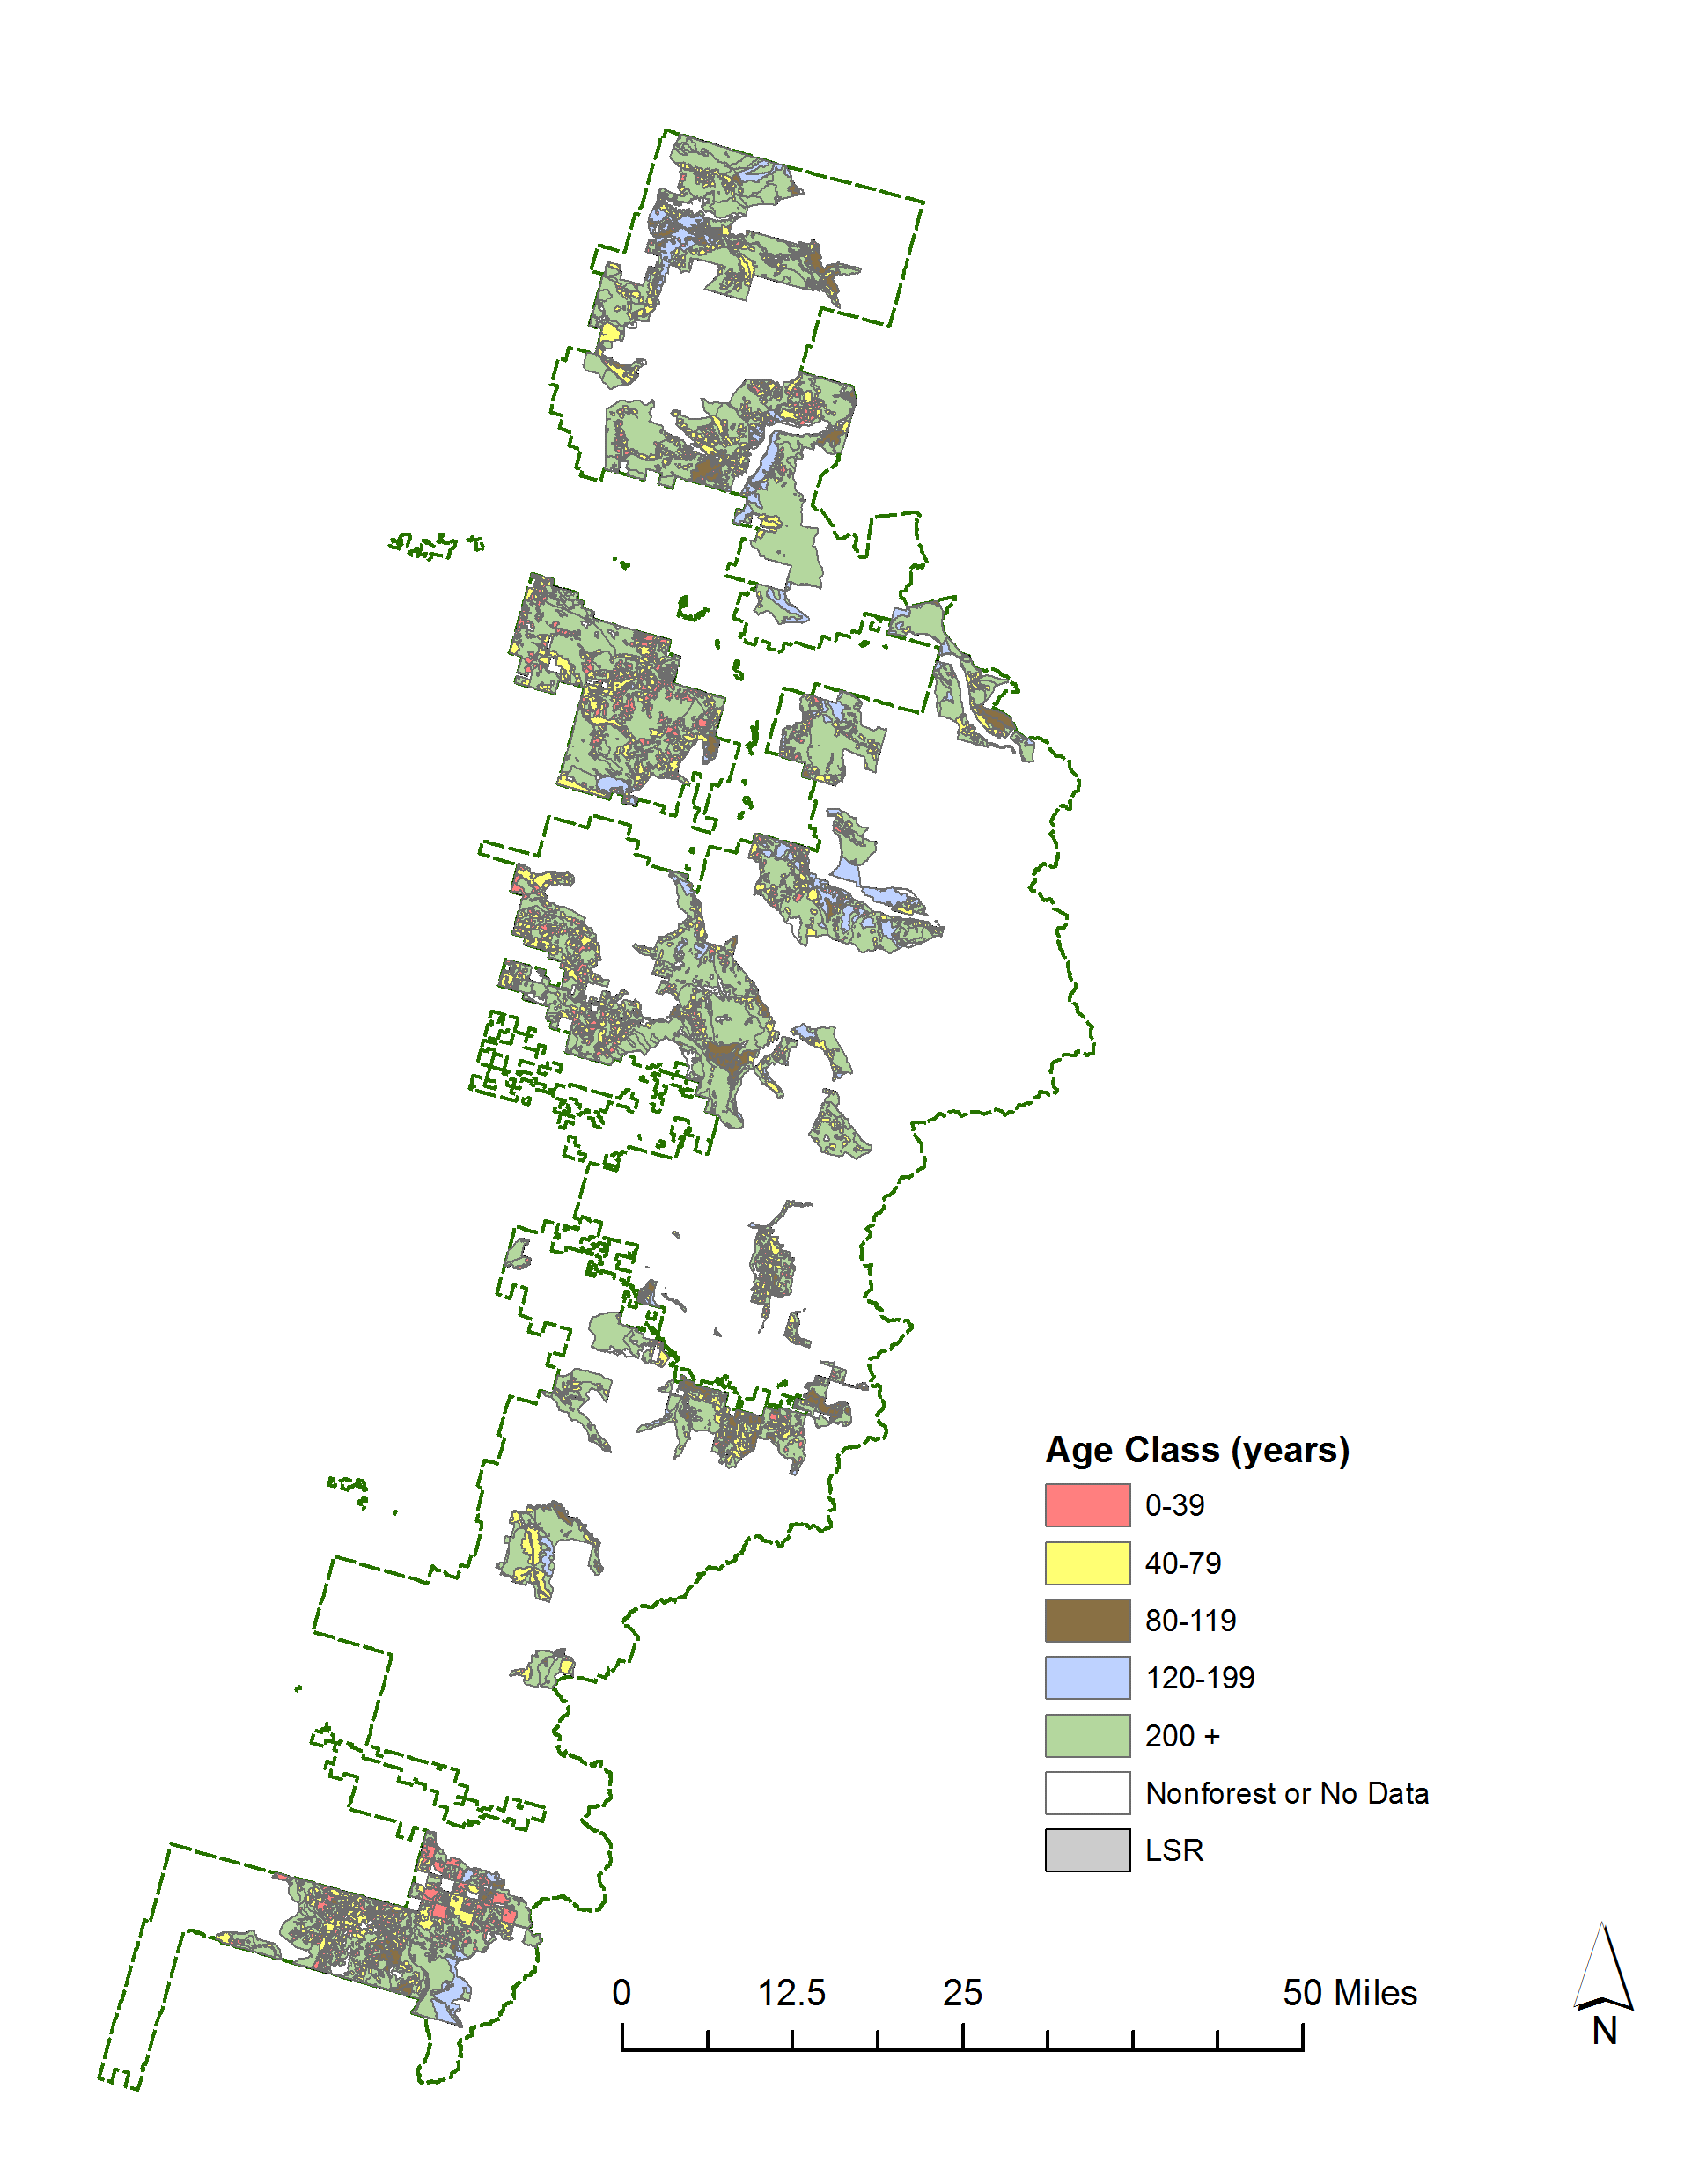 Age Class (years)
0-39
40-79
80-119
120-199
200 +
Nonforest or No Data
LSR
0 12.5 25 50 Miles
N